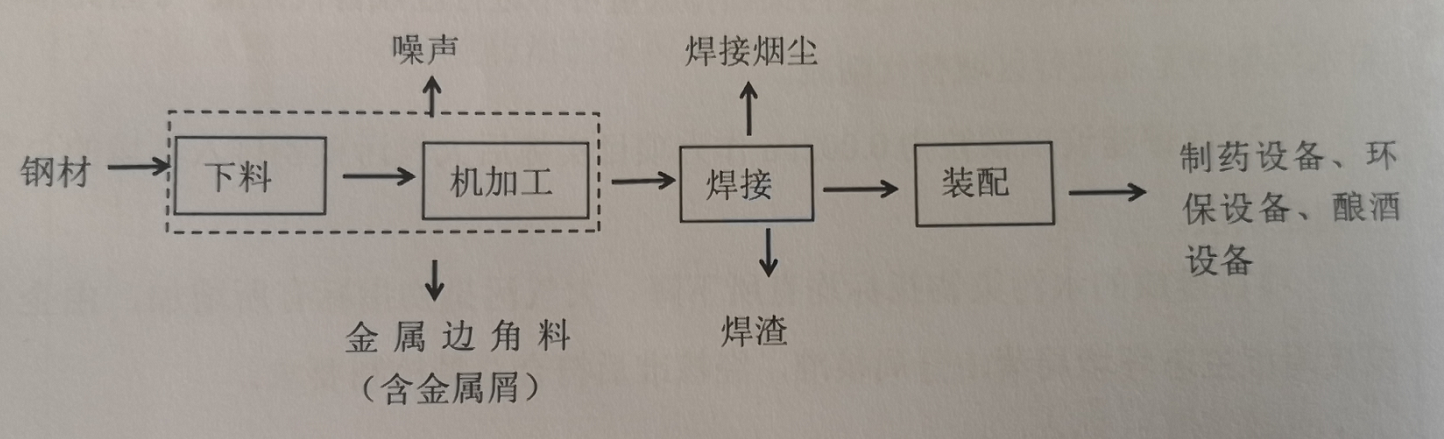 噪声
焊接烟尘
钢材
下料
机加工
焊接
装配
制药设备、环
保设备、酿酒
设备
金属边角料
（含金属屑）
焊渣